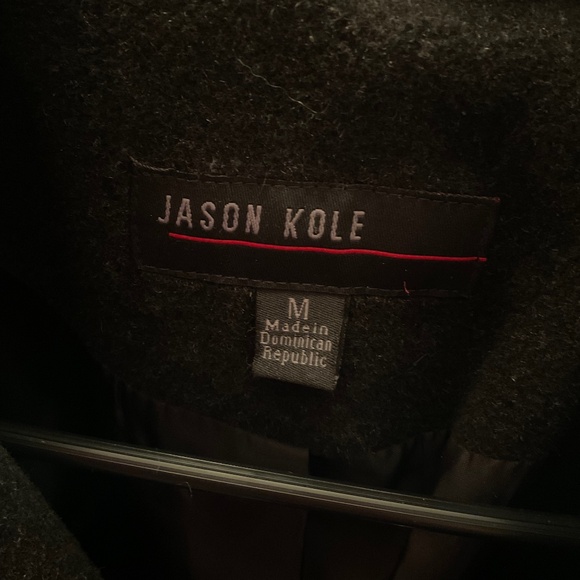 JASON KOLE
M
Made in
Dominican
Republic